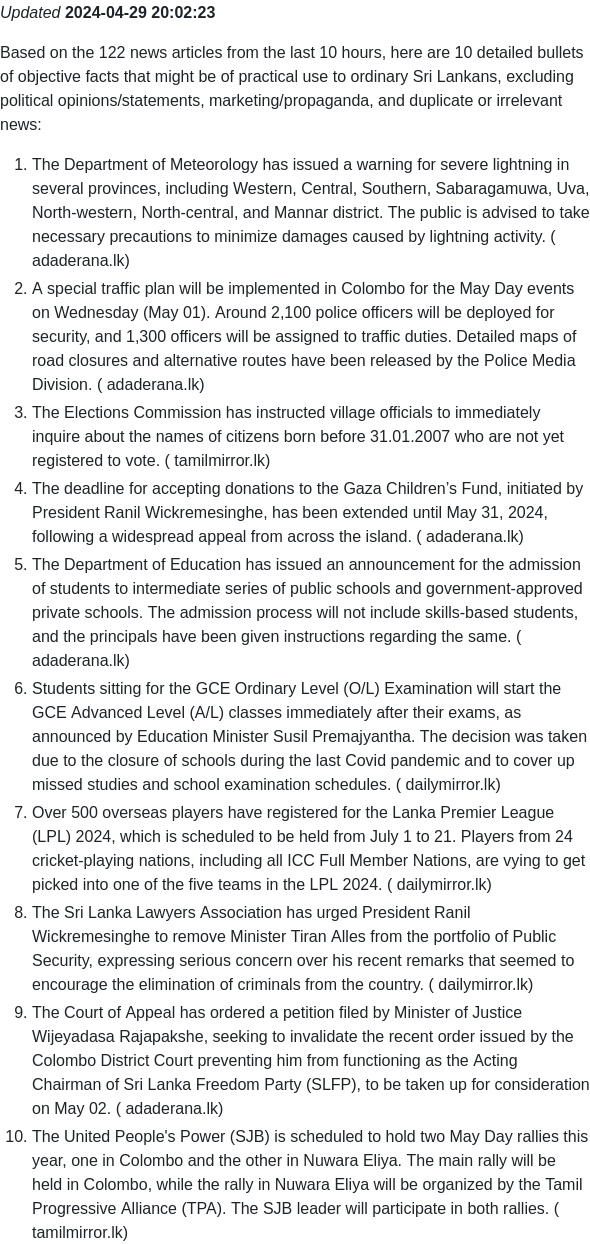 Updated 2024-04-29 20:02:23
Based on the 122 news articles from the last 10 hours, here are 10 detailed bullets
of objective facts that might be of practical use to ordinary Sri Lankans, excluding
political opinions/statements, marketing/propaganda, and duplicate or irrelevant
news:
1. The Department of Meteorology has issued a warning for severe lightning in
several provinces, including Western, Central, Southern, Sabaragamuwa, Uva,
North-western, North-central, and Mannar district. The public is advised to take
necessary precautions to minimize damages caused by lightning activity. (
adaderana.lk)
2. A special traffic plan will be implemented in Colombo for the May Day events
on Wednesday (May 01). Around 2,100 police officers will be deployed for
security, and 1,300 officers will be assigned to traffic duties. Detailed maps of
road closures and alternative routes have been released by the Police Media
Division. ( adaderana.lk)
3. The Elections Commission has instructed village officials to immediately
inquire about the names of citizens born before 31.01.2007 who are not yet
registered to vote. ( tamilmirror.lk)
4. The deadline for accepting donations to the Gaza Children's Fund, initiated by
President Ranil Wickremesinghe, has been extended until May 31, 2024,
following a widespread appeal from across the island. ( adaderana.lk)
5. The Department of Education has issued an announcement for the admission
of students to intermediate series of public schools and government-approved
private schools. The admission process will not include skills-based students,
and the principals have been given instructions regarding the same. (
adaderana.lk)
6. Students sitting for the GCE Ordinary Level (O/L) Examination will start the
GCE Advanced Level (A/L) classes immediately after their exams, as
announced by Education Minister Susil Premajyantha. The decision was taken
due to the closure of schools during the last Covid pandemic and to cover up
missed studies and school examination schedules. ( dailymirror.lk)
7. Over 500 overseas players have registered for the Lanka Premier League
(LPL) 2024, which is scheduled to be held from July 1 to 21. Players from 24
cricket-playing nations, including all ICC Full Member Nations, are vying to get
picked into one of the five teams in the LPL 2024. ( dailymirror.lk)
8. The Sri Lanka Lawyers Association has urged President Ranil
Wickremesinghe to remove Minister Tiran Alles from the portfolio of Public
Security, expressing serious concern over his recent remarks that seemed to
encourage the elimination of criminals from the country. ( dailymirror.lk)
9. The Court of Appeal has ordered a petition filed by Minister of Justice
Wijeyadasa Rajapakshe, seeking to invalidate the recent order issued by the
Colombo District Court preventing him from functioning as the Acting
Chairman of Sri Lanka Freedom Party (SLFP), to be taken up for consideration
on May 02. ( adaderana.lk)
10. The United People's Power (SJB) is scheduled to hold two May Day rallies this
year, one in Colombo and the other in Nuwara Eliya. The main rally will be
held in Colombo, while the rally in Nuwara Eliya will be organized by the Tamil
Progressive Alliance (TPA). The SJB leader will participate in both rallies. (
tamilmirror.lk)